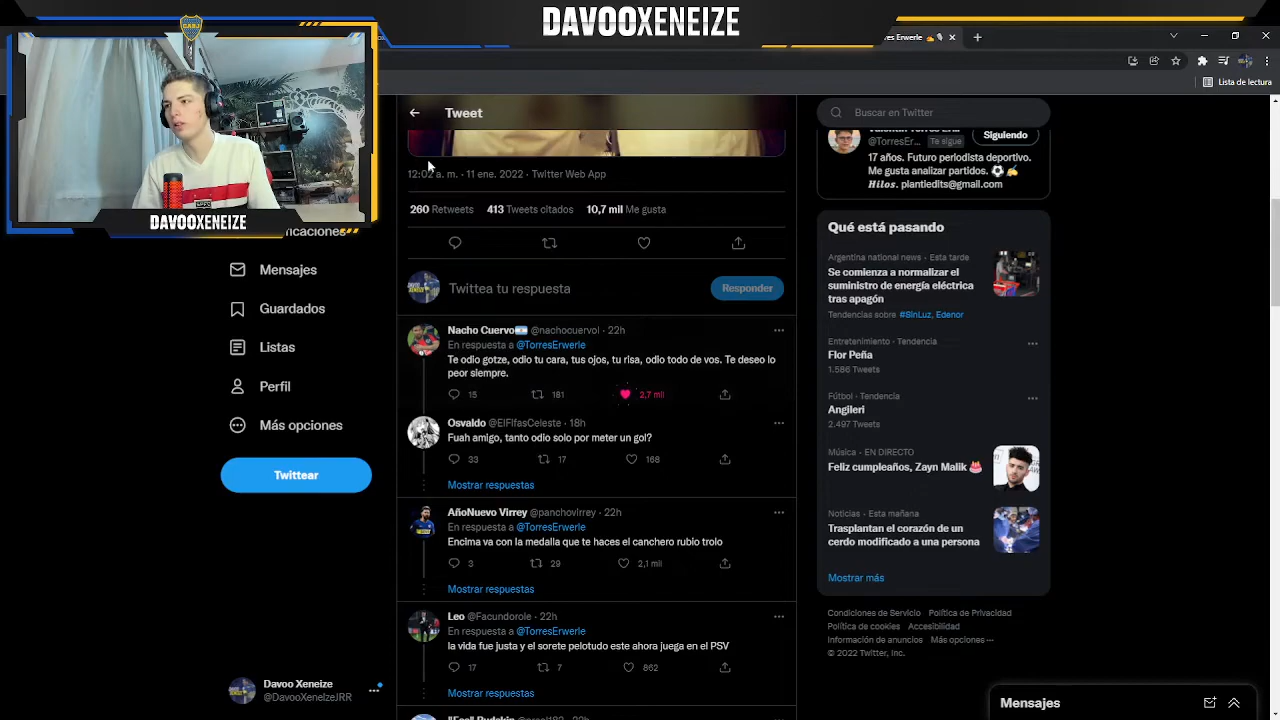 DAVOOXENEIZE
es Erwerle
Lista de lectura
CABJ
DAVOOXENEIZE
Tweet
12:02 a. m. · 11 ene. 2022 · Twitter Web App
260 Retweets 413 Tweets citados 10,7 mil Me gusta
Twittea tu respuesta
Responder
Nacho Cuervo @nachocuervol · 22h
En respuesta a @TorresErwerle
Te odio gotze, odio tu cara, tus ojos, tu risa, odio todo de vos. Te deseo lo
peor siempre.
15 181 2,7 mil
Osvaldo @ElFIfasCeleste · 18h
Fuah amigo, tanto odio solo por meter un gol?
33 17 168
Mostrar respuestas
AñoNuevo Virrey @panchovirrey · 22h
En respuesta a @TorresErwerle
Encima va con la medalla que te haces el canchero rubio trolo
3 29 2,1 mil
Mostrar respuestas
Leo @Facundorole · 22h
En respuesta a @TorresErwerle
la vida fue justa y el sorete pelotudo este ahora juega en el PSV
17 7 862
Mostrar respuestas
ficaciones
Mensajes
Guardados
Listas
Perfil
Más opciones
Twittear
Davoo Xeneize
@DavooXeneizeJRR
Buscar en Twitter
@TorresEr... Te sigue
Siguiendo
17 años. Futuro periodista deportivo.
Me gusta analizar partidos.
Hilos. plantiedits@gmail.com
Qué está pasando
Argentina national news · Esta tarde
Se comienza a normalizar el
suministro de energía eléctrica
tras apagón
Tendencias sobre #SinLuz, Edenor
Entretenimiento · Tendencia
Flor Peña
1.586 Tweets
Fútbol · Tendencia
Angileri
2.497 Tweets
Música · EN DIRECTO
Feliz cumpleaños, Zayn Malik
Noticias · Esta mañana
Trasplantan el corazón de un
cerdo modificado a una persona
Mostrar más
Condiciones de Servicio Política de Privacidad
Política de cookies Accesibilidad
Información de anuncios Más opciones ···
© 2022 Twitter, Inc.
Mensajes